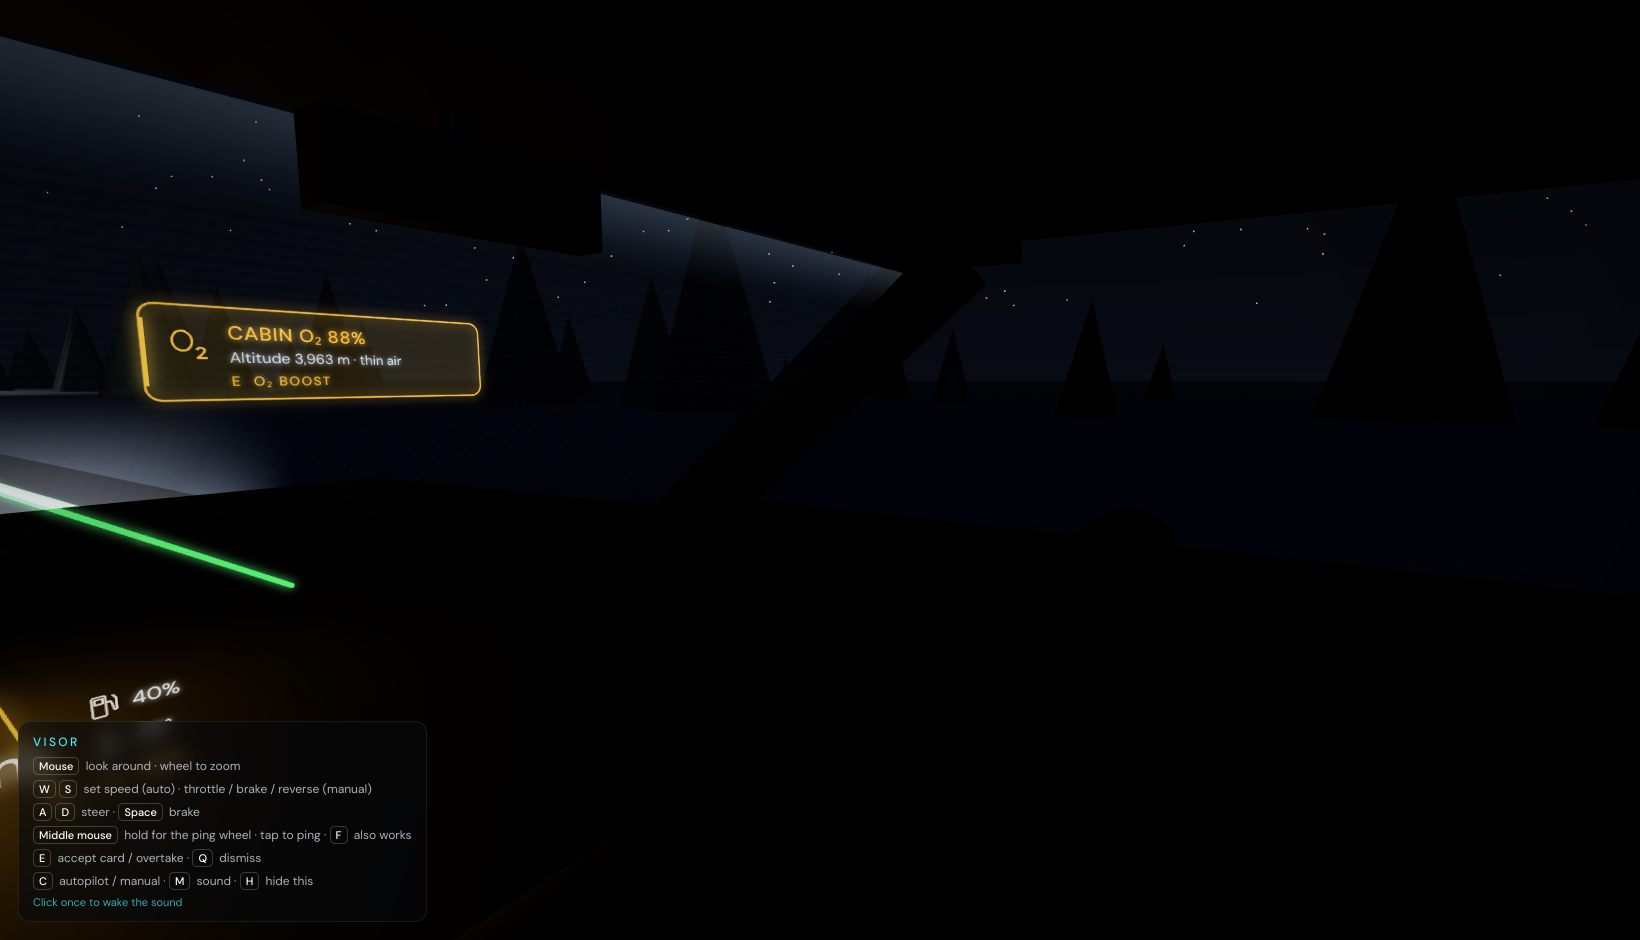 O₂
CABIN O₂ 88%
Altitude 3,963 m · thin air
E O₂ BOOST
40%
VISOR
Mouse look around · wheel to zoom
W S set speed (auto) · throttle / brake / reverse (manual)
A D steer · Space brake
Middle mouse hold for the ping wheel · tap to ping · F also works
E accept card / overtake · Q dismiss
C autopilot / manual · M sound · H hide this
Click once to wake the sound